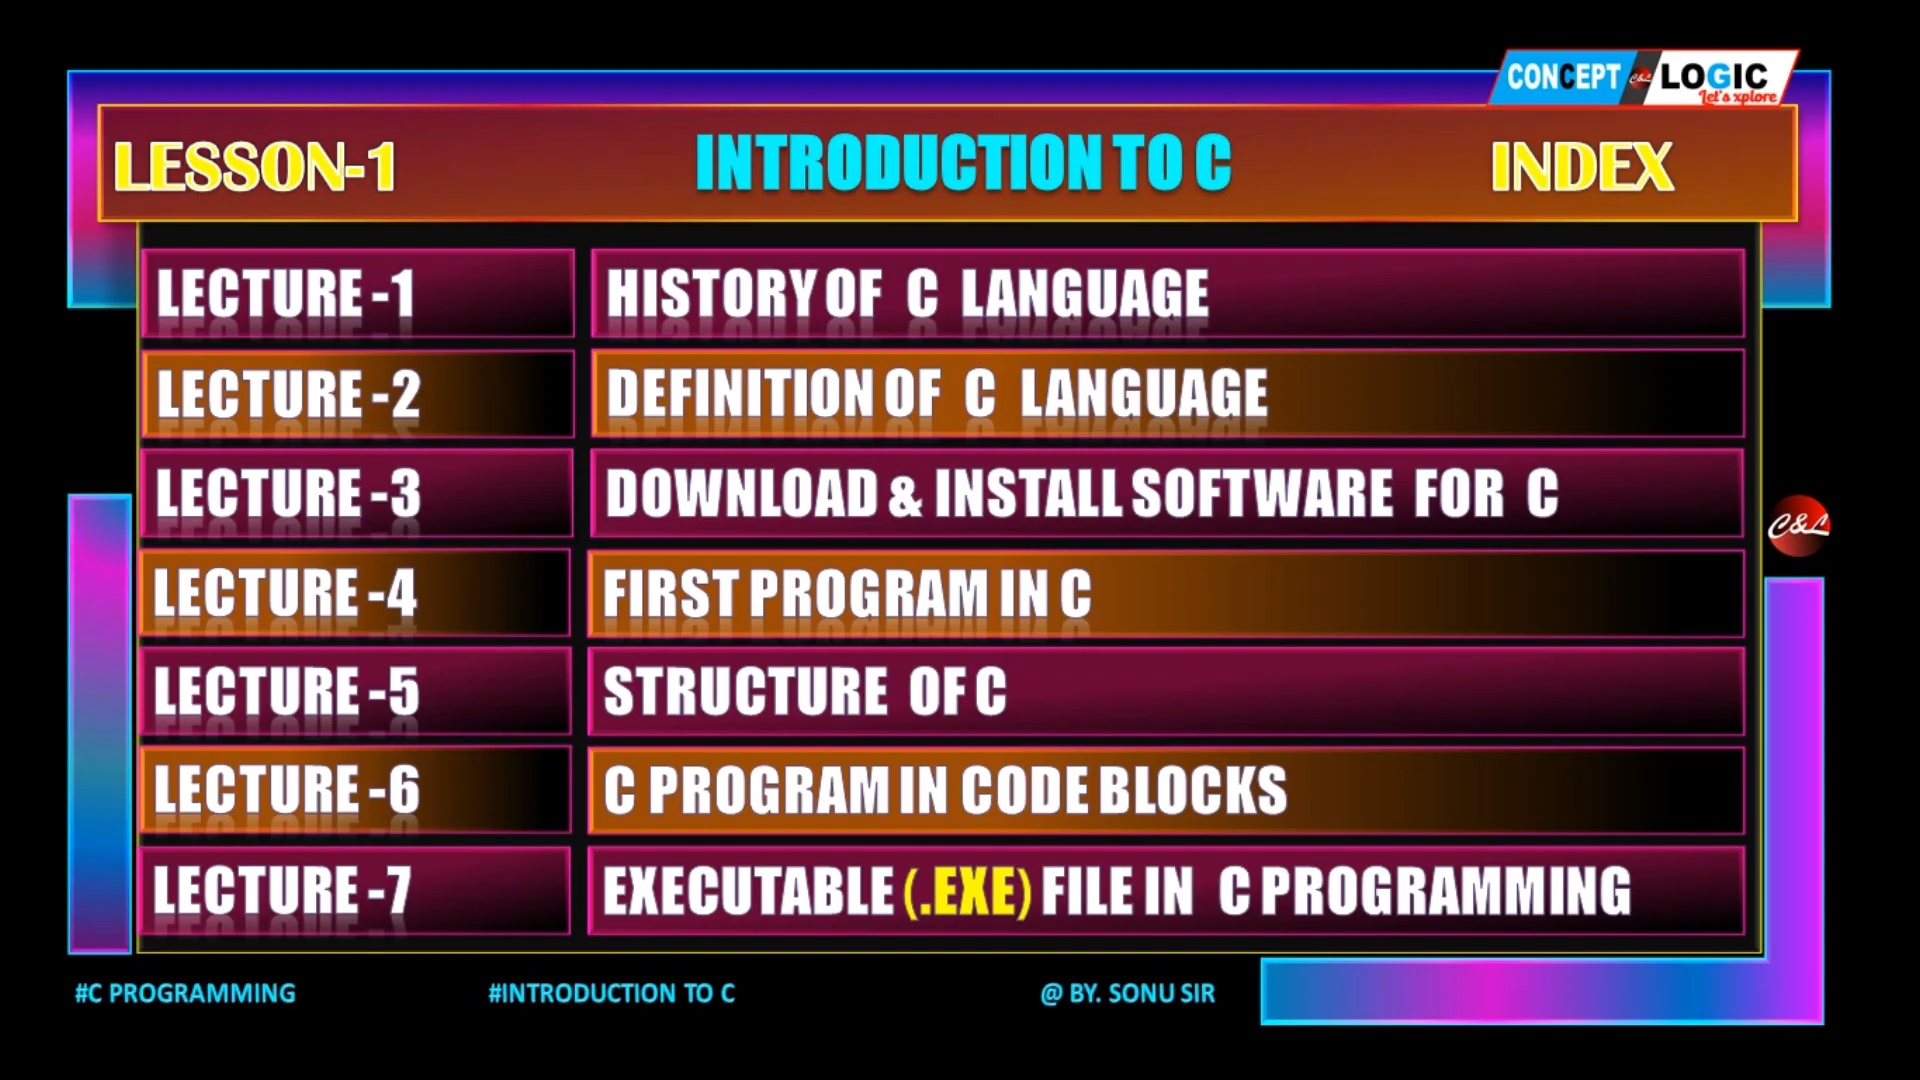 CONCEPT C&L LOGIC
Let's xplore
LESSON-1 INTRODUCTION TO C INDEX
LECTURE -1 HISTORY OF C LANGUAGE
LECTURE -2 DEFINITION OF C LANGUAGE
LECTURE -3 DOWNLOAD & INSTALL SOFTWARE FOR C
C&L
LECTURE -4 FIRST PROGRAM IN C
LECTURE -5 STRUCTURE OF C
LECTURE -6 C PROGRAM IN CODE BLOCKS
LECTURE -7 EXECUTABLE (.EXE) FILE IN C PROGRAMMING
#C PROGRAMMING #INTRODUCTION TO C @ BY. SONU SIR